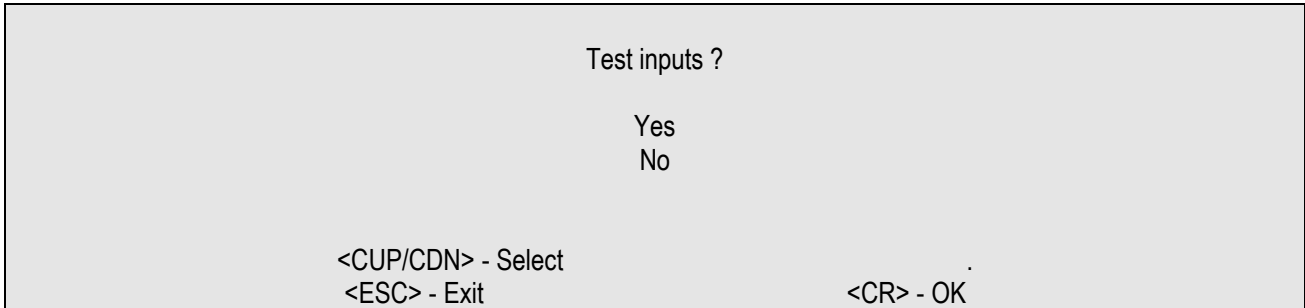 Test inputs ?
Yes
No
<CUP/CDN> - Select .
<ESC> - Exit <CR> - OK